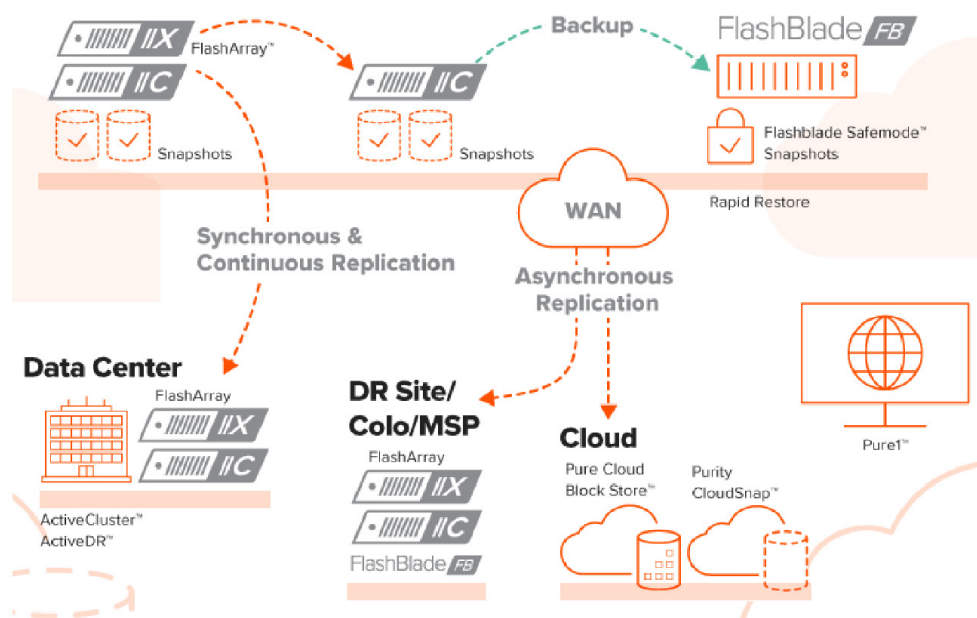 //X
FlashArray™
//C
Snapshots
//C
Snapshots
Backup
FlashBlade FB
Flashblade Safemode™
Snapshots
Rapid Restore
WAN
Synchronous &
Continuous Replication
Asynchronous
Replication
Data Center
FlashArray
//X
//C
ActiveCluster™
ActiveDR™
DR Site/
Colo/MSP
FlashArray
//X
//C
FlashBlade FB
Cloud
Pure Cloud
Block Store™
Purity
CloudSnap™
Pure1™